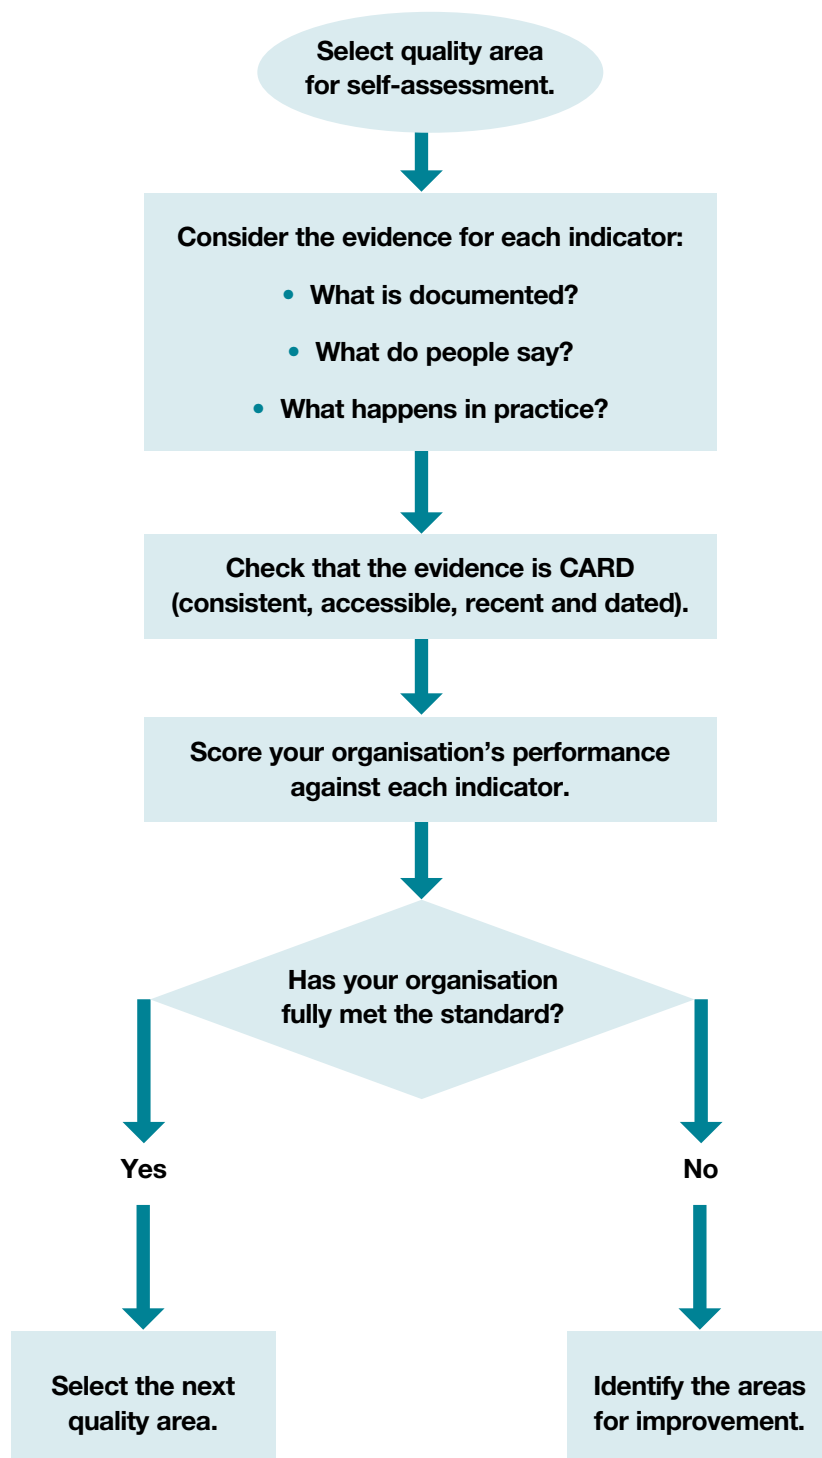 Select quality area
for self-assessment.
Consider the evidence for each indicator:
• What is documented?
• What do people say?
• What happens in practice?
Check that the evidence is CARD
(consistent, accessible, recent and dated).
Score your organisation’s performance
against each indicator.
Has your organisation
fully met the standard?
Yes
No
Select the next
quality area.
Identify the areas
for improvement.